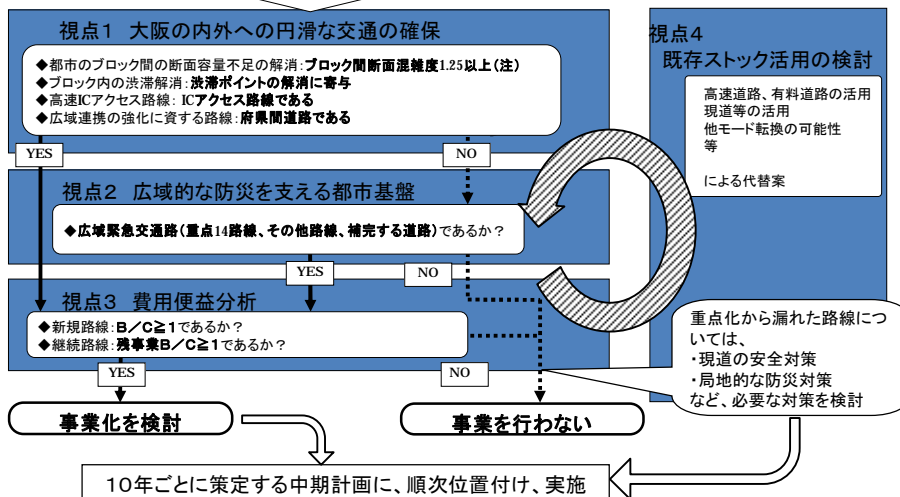 視点1 大阪の内外への円滑な交通の確保
◆都市のブロック間の断面容量不足の解消:ブロック間断面混雑度1.25以上(注)
◆ブロック内の渋滞解消:渋滞ポイントの解消に寄与
◆高速ICアクセス路線: ICアクセス路線である
◆広域連携の強化に資する路線:府県間道路である
YES
NO
視点2 広域的な防災を支える都市基盤
◆広域緊急交通路(重点14路線、その他路線、補完する道路)であるか?
YES
NO
視点3 費用便益分析
◆新規路線:B/C≧1であるか?
◆継続路線:残事業B/C≧1であるか?
YES
NO
事業化を検討
事業を行わない
視点4
既存ストック活用の検討
高速道路、有料道路の活用
現道等の活用
他モード転換の可能性
等
による代替案
重点化から漏れた路線につ
いては、
・現道の安全対策
・局地的な防災対策
など、必要な対策を検討
10年ごとに策定する中期計画に、順次位置付け、実施